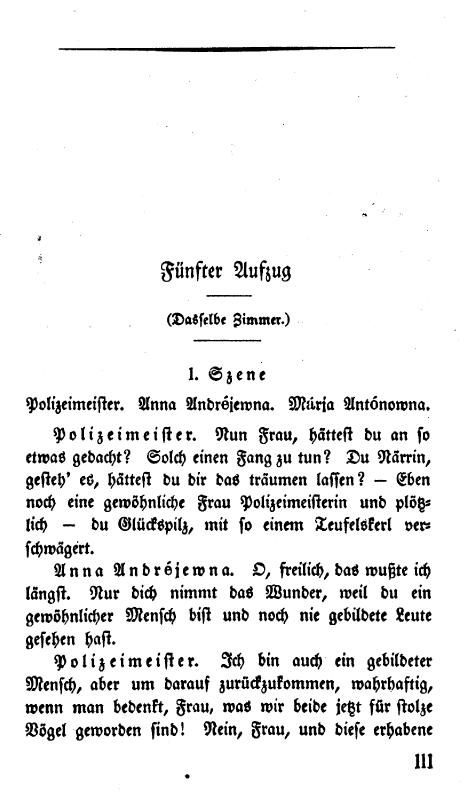 Fünfter Aufzug
(Dasselbe Zimmer.)
1. Szene
Polizeimeister. Anna Andréjewna. Márja Antónowna.
Polizeimeister. Nun Frau, hättest du an so
etwas gedacht? Solch einen Fang zu tun? Du Närrin,
gesteh' es, hättest du dir das träumen lassen? — Eben
noch eine gewöhnliche Frau Polizeimeisterin und plötz-
lich — du Glückspilz, mit so einem Teufelskerl ver-
schwägert.
Anna Andréjewna. O, freilich, das wußte ich
längst. Nur dich nimmt das Wunder, weil du ein
gewöhnlicher Mensch bist und noch nie gebildete Leute
gesehen hast.
Polizeimeister. Ich bin auch ein gebildeter
Mensch, aber um darauf zurückzukommen, wahrhaftig,
wenn man bedenkt, Frau, was wir beide jetzt für stolze
Vögel geworden sind! Nein, Frau, und diese erhabene
111